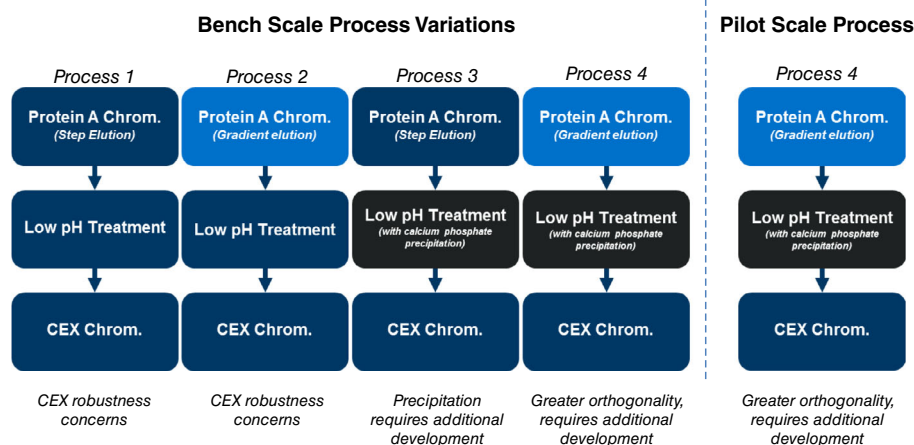 Bench Scale Process Variations
Pilot Scale Process
Process 1
Process 2
Process 3
Process 4
Process 4
Protein A Chrom.
(Step Elution)
Protein A Chrom.
(Gradient elution)
Protein A Chrom.
(Step Elution)
Protein A Chrom.
(Gradient elution)
Protein A Chrom.
(Gradient elution)
Low pH Treatment
Low pH Treatment
Low pH Treatment
(with calcium phosphate
precipitation)
Low pH Treatment
(with calcium phosphate
precipitation)
Low pH Treatment
(with calcium phosphate
precipitation)
CEX Chrom.
CEX Chrom.
CEX Chrom.
CEX Chrom.
CEX Chrom.
CEX robustness
concerns
CEX robustness
concerns
Precipitation
requires additional
development
Greater orthogonality,
requires additional
development
Greater orthogonality,
requires additional
development